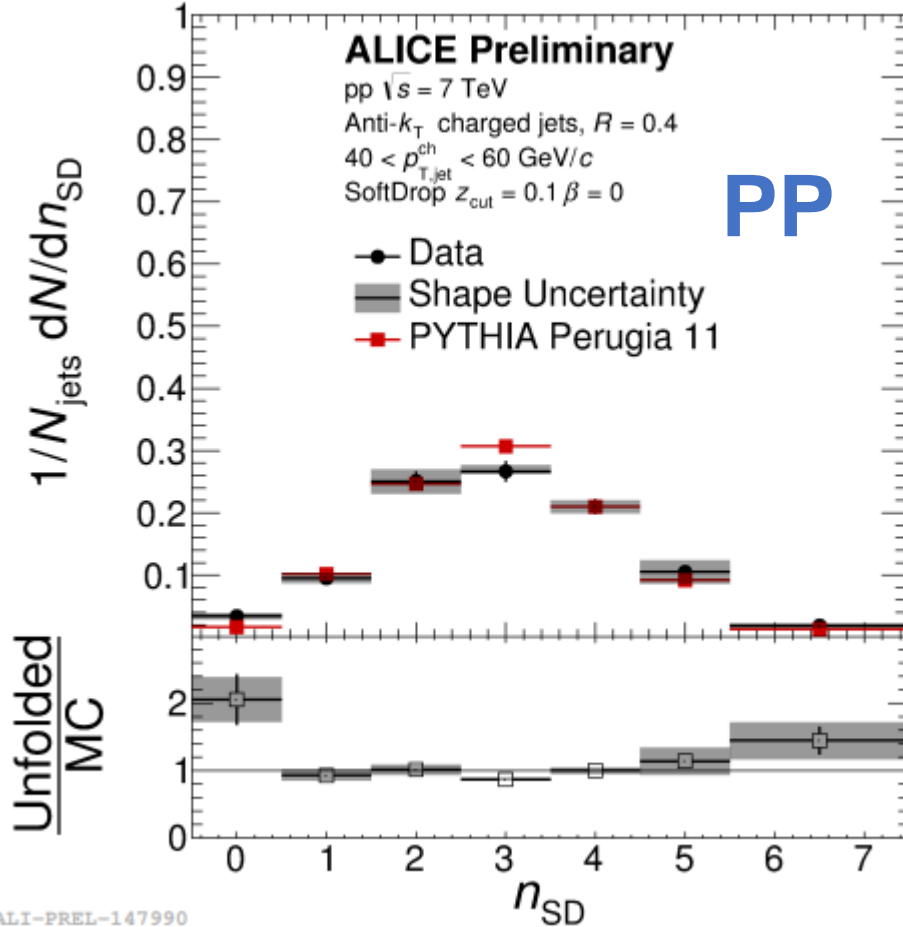 1
0.9
0.8
0.7
0.6
0.5
0.4
0.3
0.2
0.1
1/N_jets dN/dn_SD
ALICE Preliminary
pp √s = 7 TeV
Anti-k_T charged jets, R = 0.4
40 < p_T,jet^ch < 60 GeV/c
SoftDrop z_cut = 0.1 β = 0
PP
Data
Shape Uncertainty
PYTHIA Perugia 11
Unfolded
MC
2
1
0
0 1 2 3 4 5 6 7
n_SD
ALI-PREL-147990